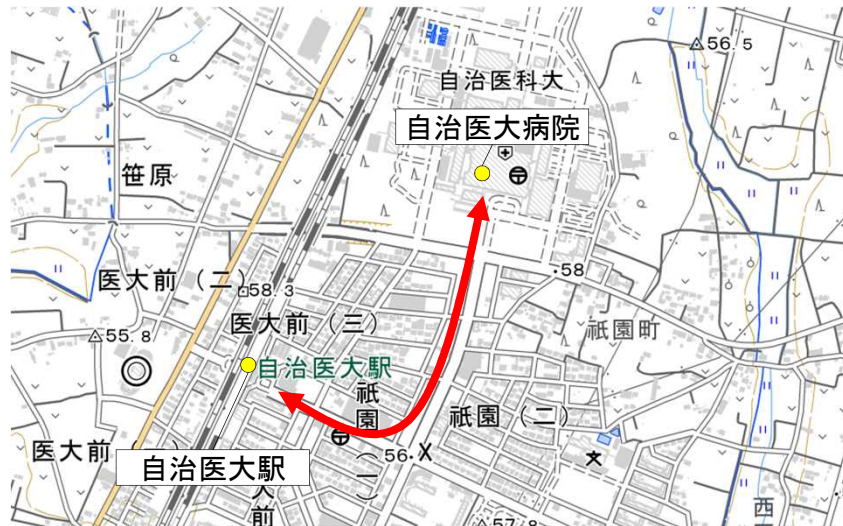 56.5
自治医科大
自治医大病院
笹原
58
医大前(二)
58.3
医大前(三)
祇園町
55.8
自治医大駅
祇園(一)
祇園(二)
医大前
56
自治医大駅
大前
57.8
西